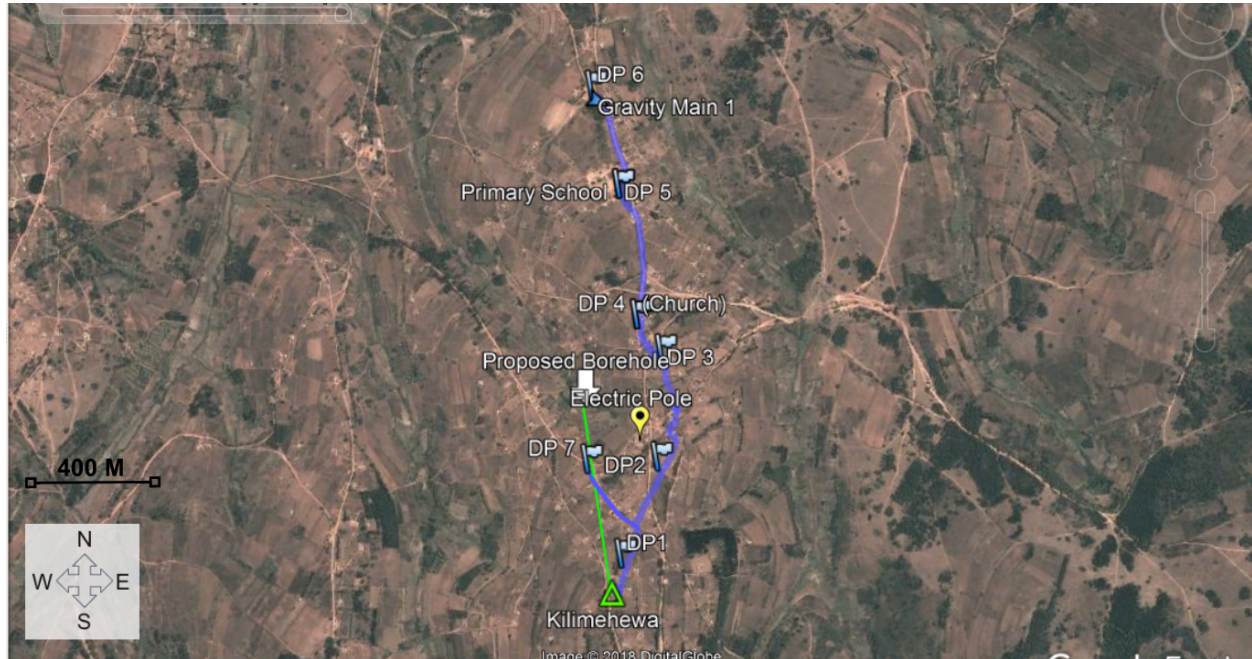 DP 6
Gravity Main 1
Primary School
DP 5
DP 4
(Church)
DP 3
Proposed Borehole
Electric Pole
DP 7
DP2
400 M
N
W E
S
DP1
Kilimehewa
Image © 2018 DigitalGlobe